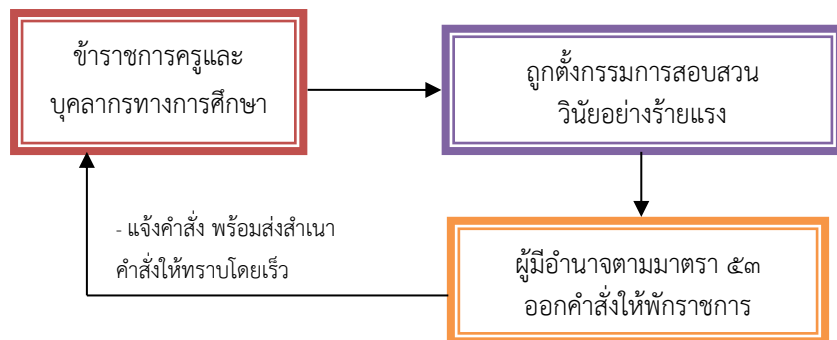 ข้าราชการครูและ
บุคลากรทางการศึกษา
ถูกตั้งกรรมการสอบสวน
วินัยอย่างร้ายแรง
- แจ้งคำสั่ง พร้อมส่งสำเนา
คำสั่งให้ทราบโดยเร็ว
ผู้มีอำนาจตามมาตรา ๕๓
ออกคำสั่งให้พักราชการ